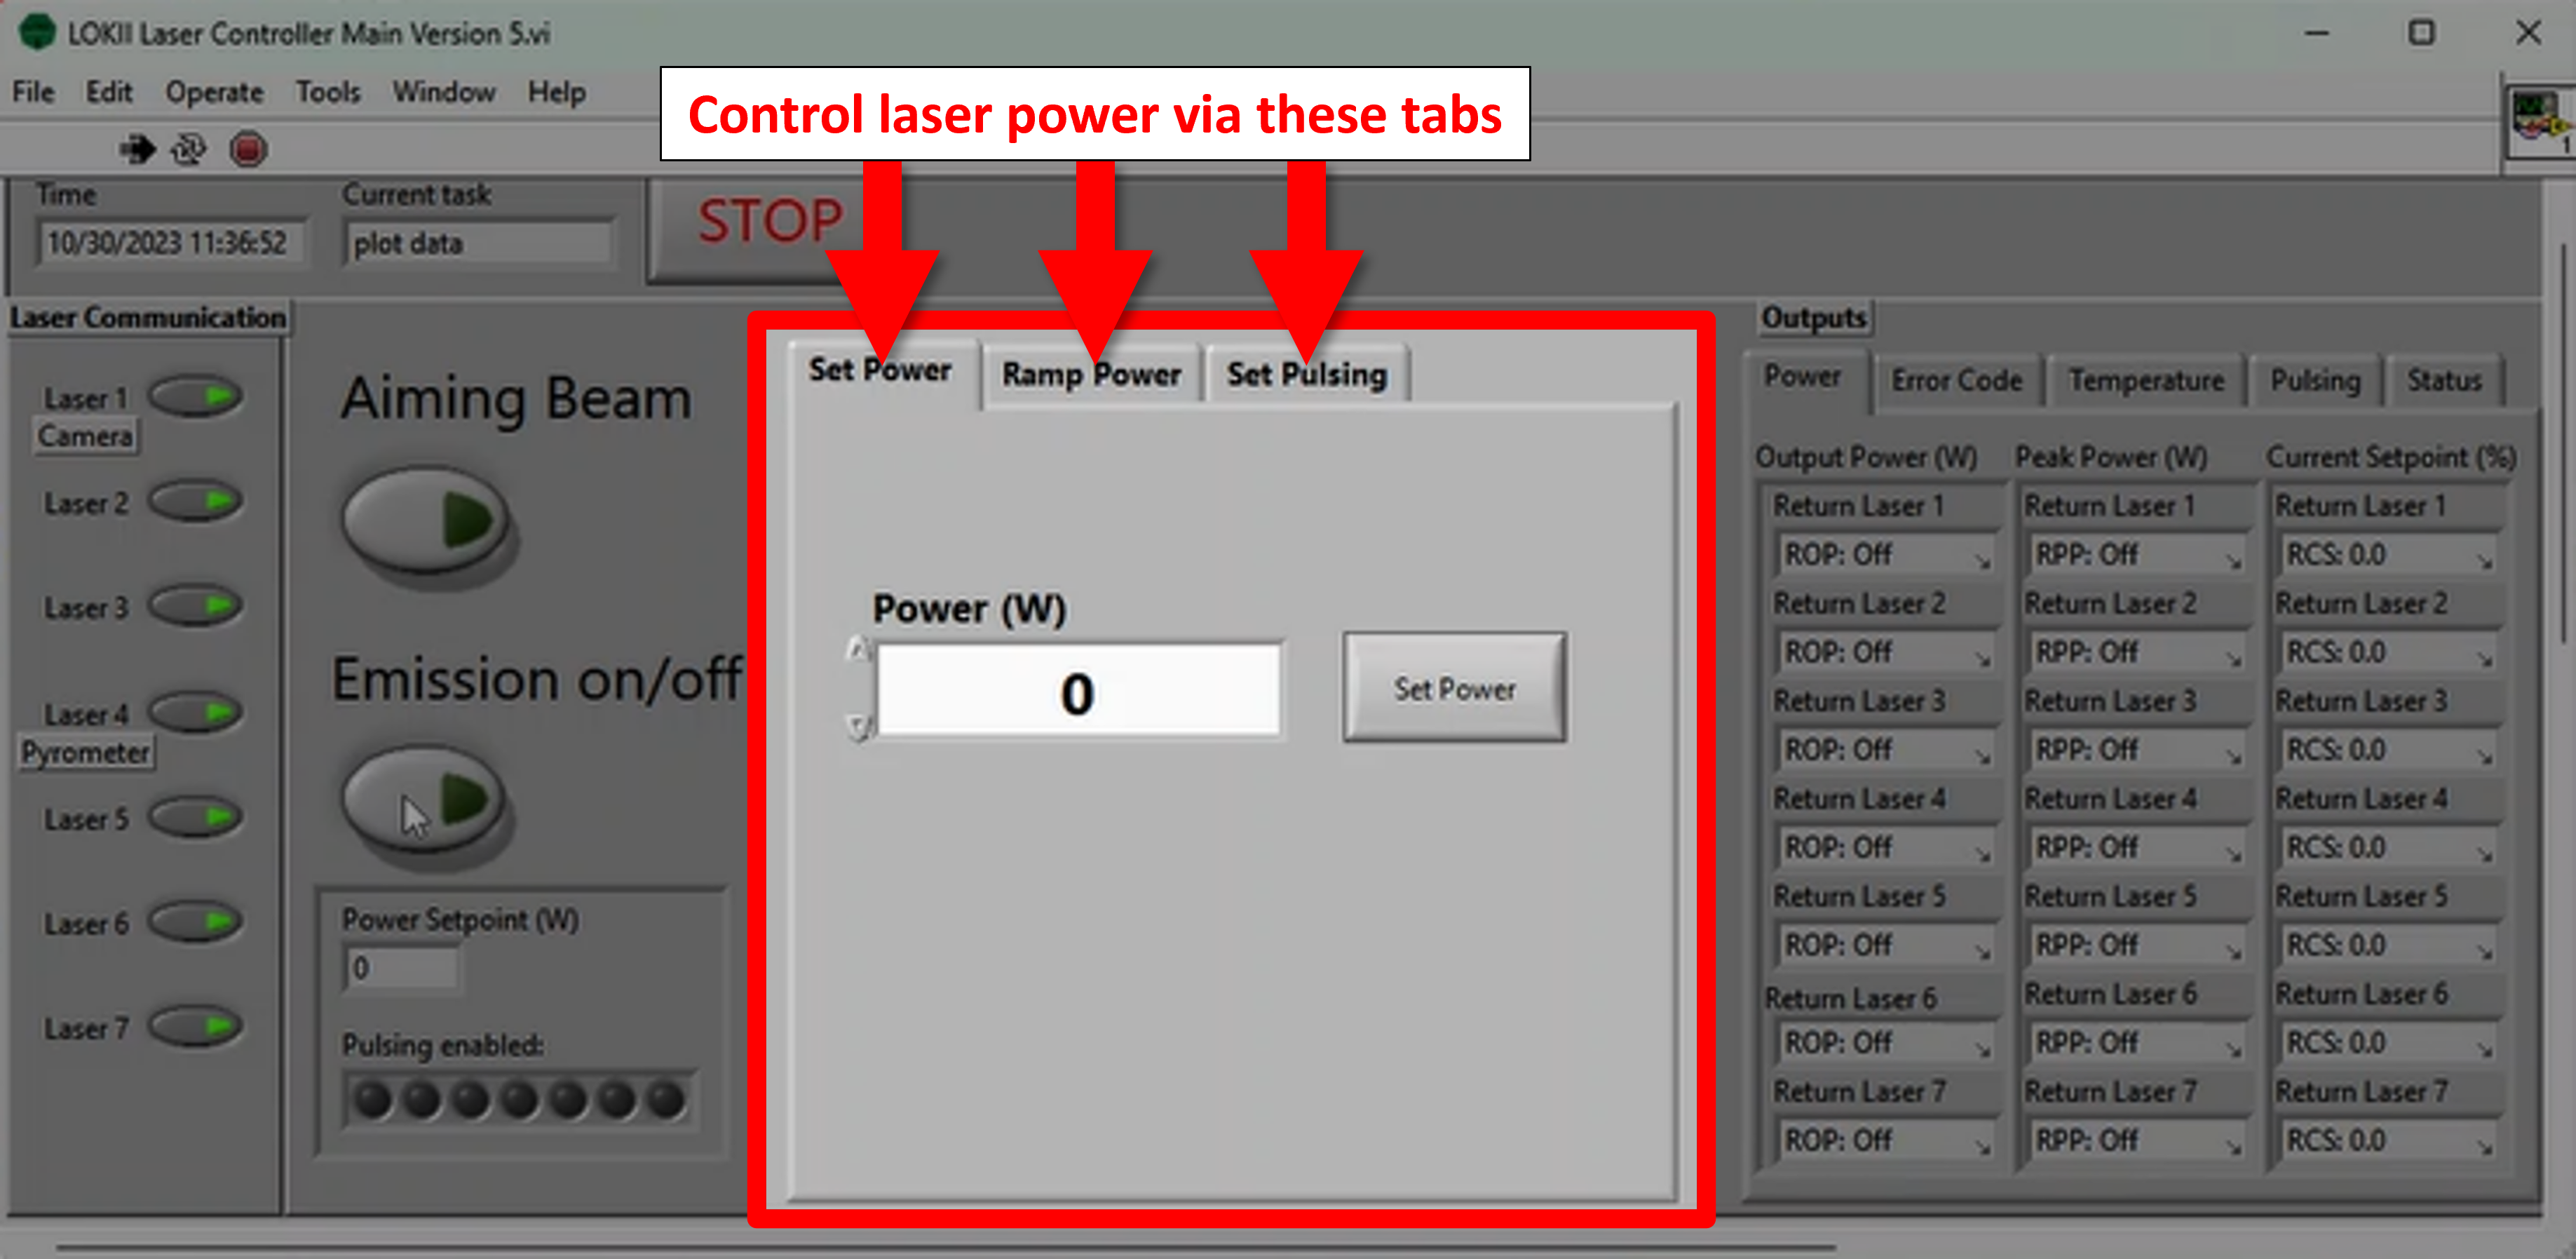 LOKII Laser Controller Main Version 5.vi
File Edit Operate Tools Window Help
Control laser power via these tabs
1
Time
10/30/2023 11:36:52
Current task
plot data
STOP
Laser Communication
Laser 1
Camera
Laser 2
Laser 3
Laser 4
Pyrometer
Laser 5
Laser 6
Laser 7
Aiming Beam
Emission on/off
Power Setpoint (W)
0
Pulsing enabled:
Set Power Ramp Power Set Pulsing
Power (W)
0
Set Power
Outputs
Power Error Code Temperature Pulsing Status
Output Power (W) Peak Power (W) Current Setpoint (%)
Return Laser 1 Return Laser 1 Return Laser 1
ROP: Off RPP: Off RCS: 0.0
Return Laser 2 Return Laser 2 Return Laser 2
ROP: Off RPP: Off RCS: 0.0
Return Laser 3 Return Laser 3 Return Laser 3
ROP: Off RPP: Off RCS: 0.0
Return Laser 4 Return Laser 4 Return Laser 4
ROP: Off RPP: Off RCS: 0.0
Return Laser 5 Return Laser 5 Return Laser 5
ROP: Off RPP: Off RCS: 0.0
Return Laser 6 Return Laser 6 Return Laser 6
ROP: Off RPP: Off RCS: 0.0
Return Laser 7 Return Laser 7 Return Laser 7
ROP: Off RPP: Off RCS: 0.0